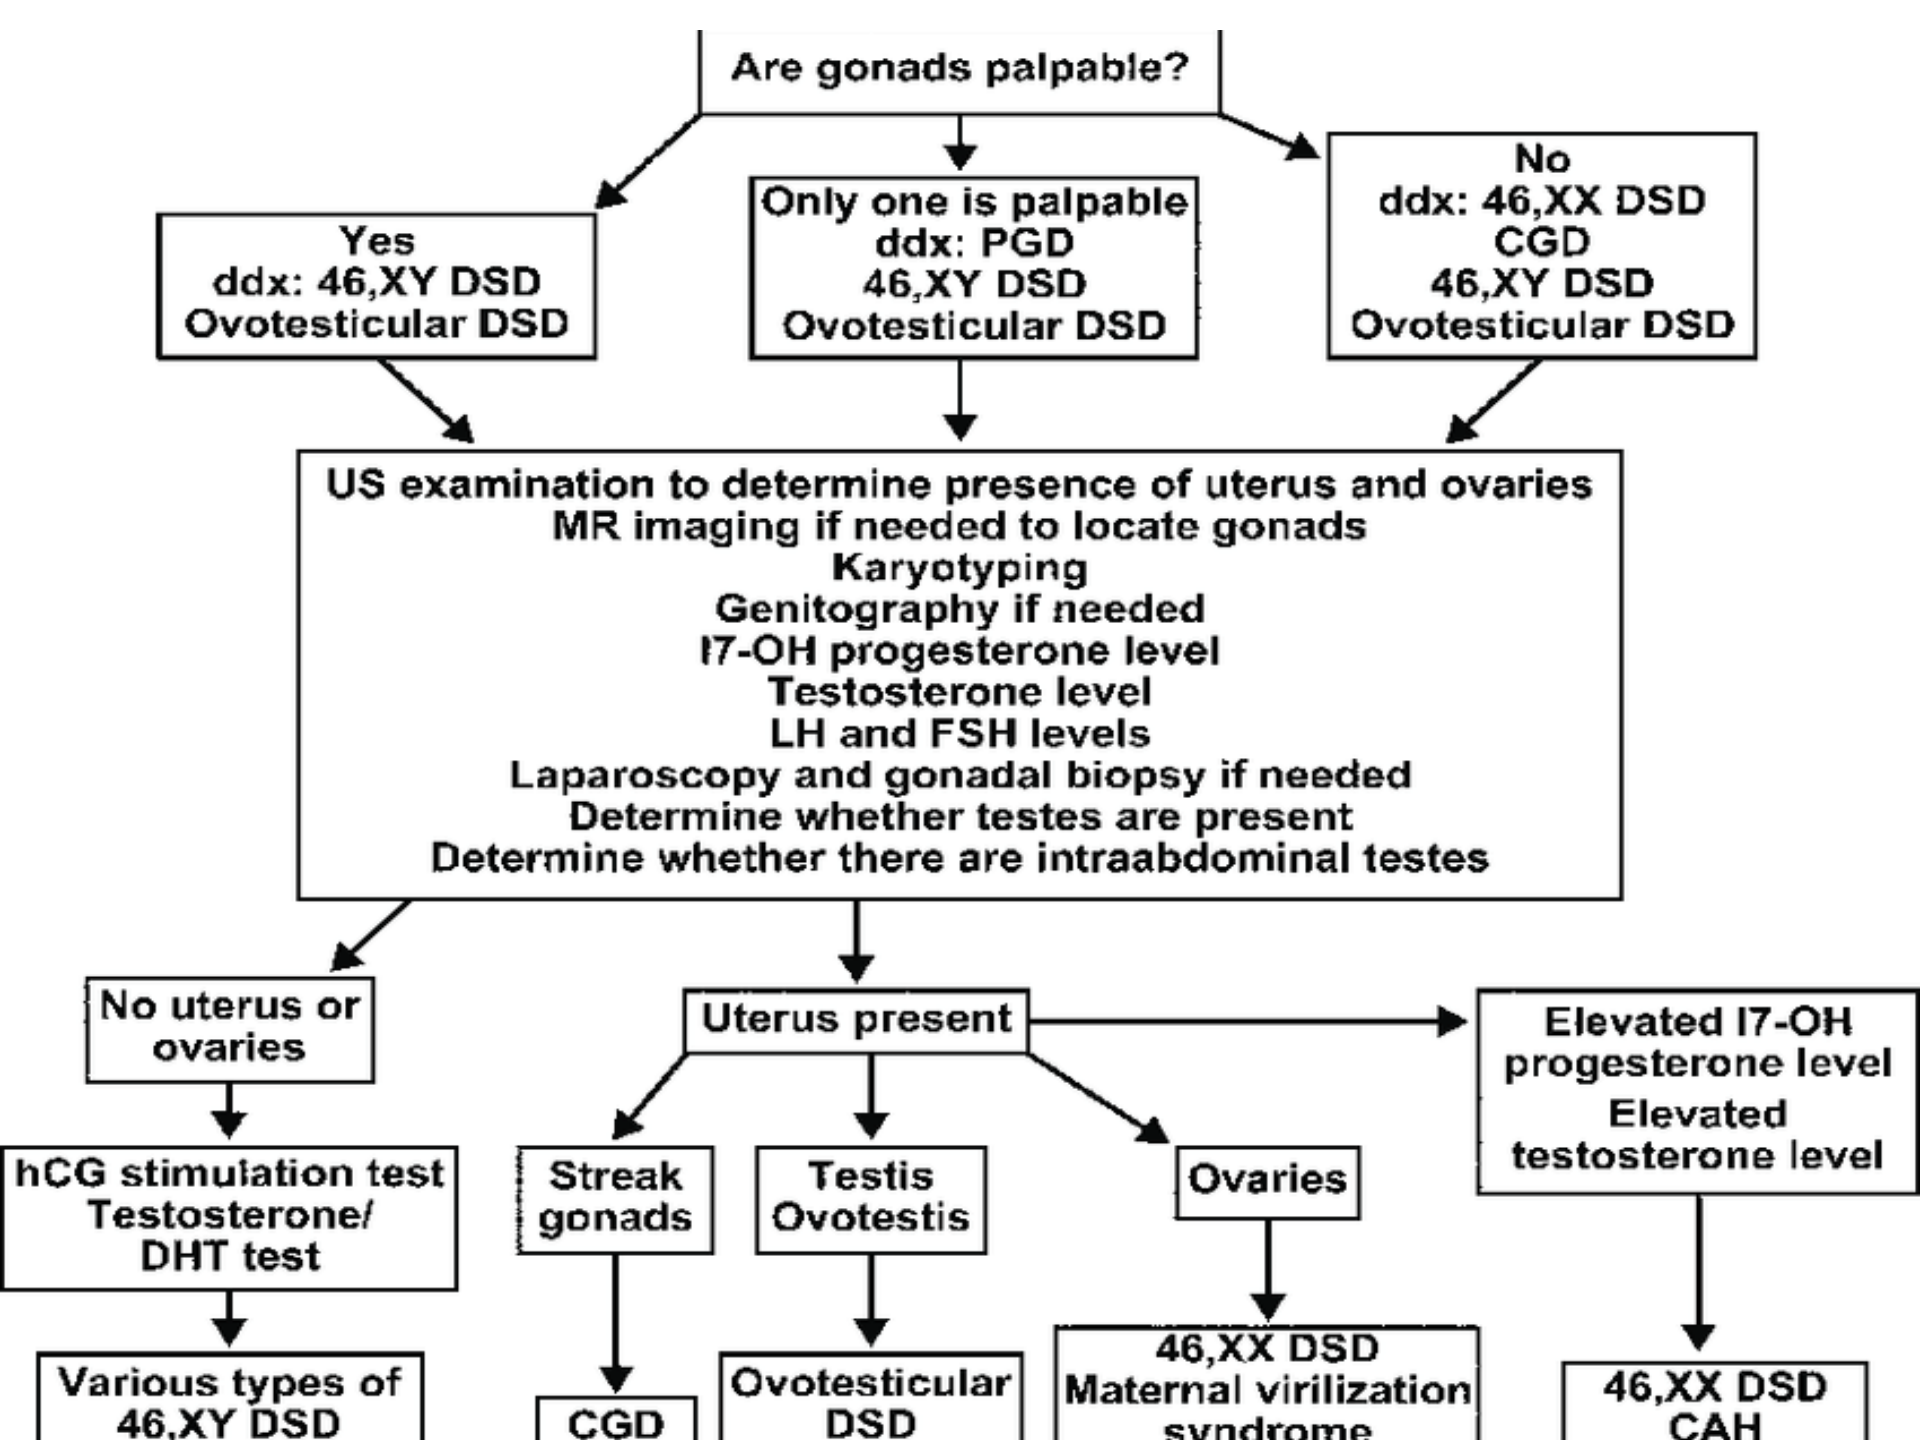 Are gonads palpable?
Yes
ddx: 46,XY DSD
Ovotesticular DSD
Only one is palpable
ddx: PGD
46,XY DSD
Ovotesticular DSD
No
ddx: 46,XX DSD
CGD
46,XY DSD
Ovotesticular DSD
US examination to determine presence of uterus and ovaries
MR imaging if needed to locate gonads
Karyotyping
Genitography if needed
I7-OH progesterone level
Testosterone level
LH and FSH levels
Laparoscopy and gonadal biopsy if needed
Determine whether testes are present
Determine whether there are intraabdominal testes
No uterus or
ovaries
Uterus present
Elevated I7-OH
progesterone level
Elevated
testosterone level
hCG stimulation test
Testosterone/
DHT test
Streak
gonads
Testis
Ovotestis
Ovaries
Various types of
46,XY DSD
CGD
Ovotesticular
DSD
46,XX DSD
Maternal virilization
syndrome
46,XX DSD
CAH